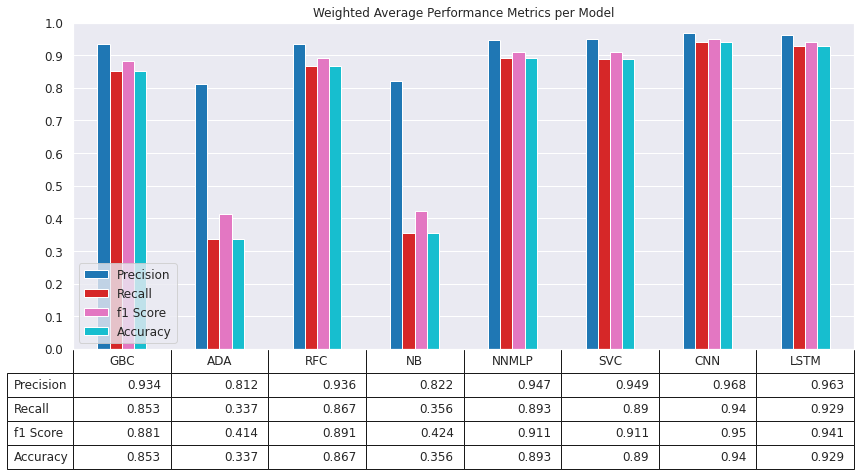 Weighted Average Performance Metrics per Model
1.0
0.9
0.8
0.7
0.6
0.5
0.4
0.3
0.2
0.1
0.0
Precision
Recall
f1 Score
Accuracy
GBC ADA RFC NB NNMLP SVC CNN LSTM
Precision 0.934 0.812 0.936 0.822 0.947 0.949 0.968 0.963
Recall 0.853 0.337 0.867 0.356 0.893 0.89 0.94 0.929
f1 Score 0.881 0.414 0.891 0.424 0.911 0.911 0.95 0.941
Accuracy 0.853 0.337 0.867 0.356 0.893 0.89 0.94 0.929